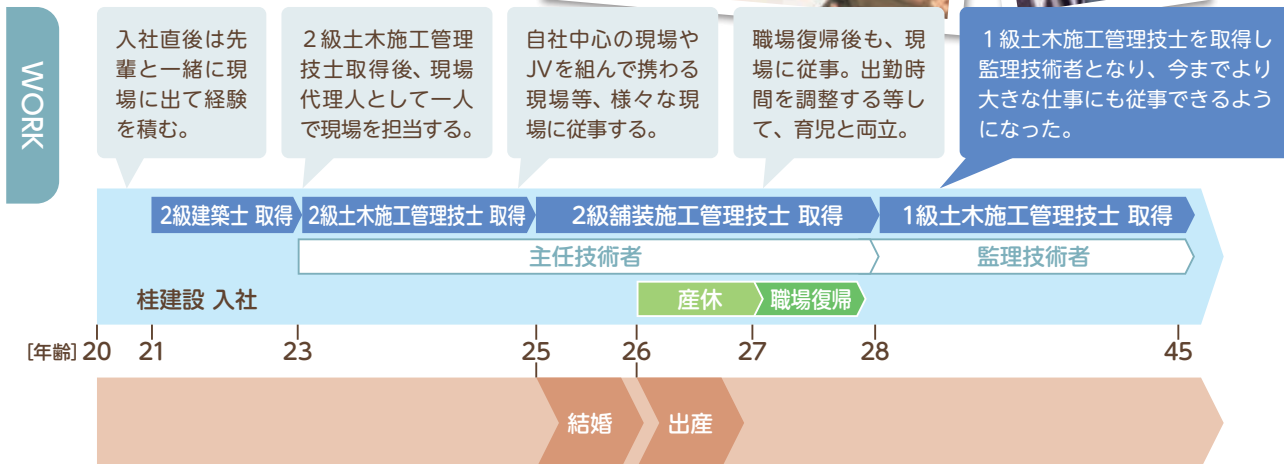 WORK
入社直後は先
輩と一緒に現
場に出て経験
を積む。
2級土木施工管理
技士取得後、現場
代理人として一人
で現場を担当する。
自社中心の現場や
JVを組んで携わる
現場等、様々な現
場に従事する。
職場復帰後も、現
場に従事。出勤時
間を調整する等し
て、育児と両立。
1級土木施工管理技士を取得し
監理技術者となり、今までより
大きな仕事にも従事できるよう
になった。
2級建築士 取得
2級土木施工管理技士 取得
2級舗装施工管理技士 取得
1級土木施工管理技士 取得
主任技術者
監理技術者
桂建設 入社
産休
職場復帰
[年齢] 20 21 23 25 26 27 28 45
結婚
出産